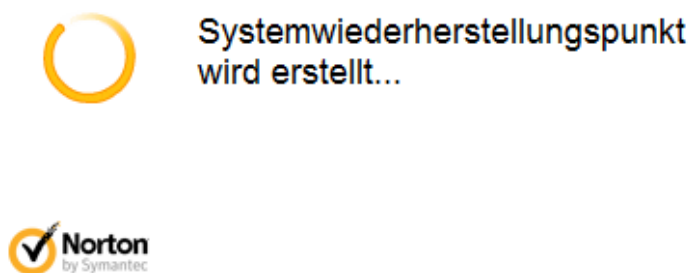 Systemwiederherstellungspunkt
wird erstellt...
Norton
by Symantec